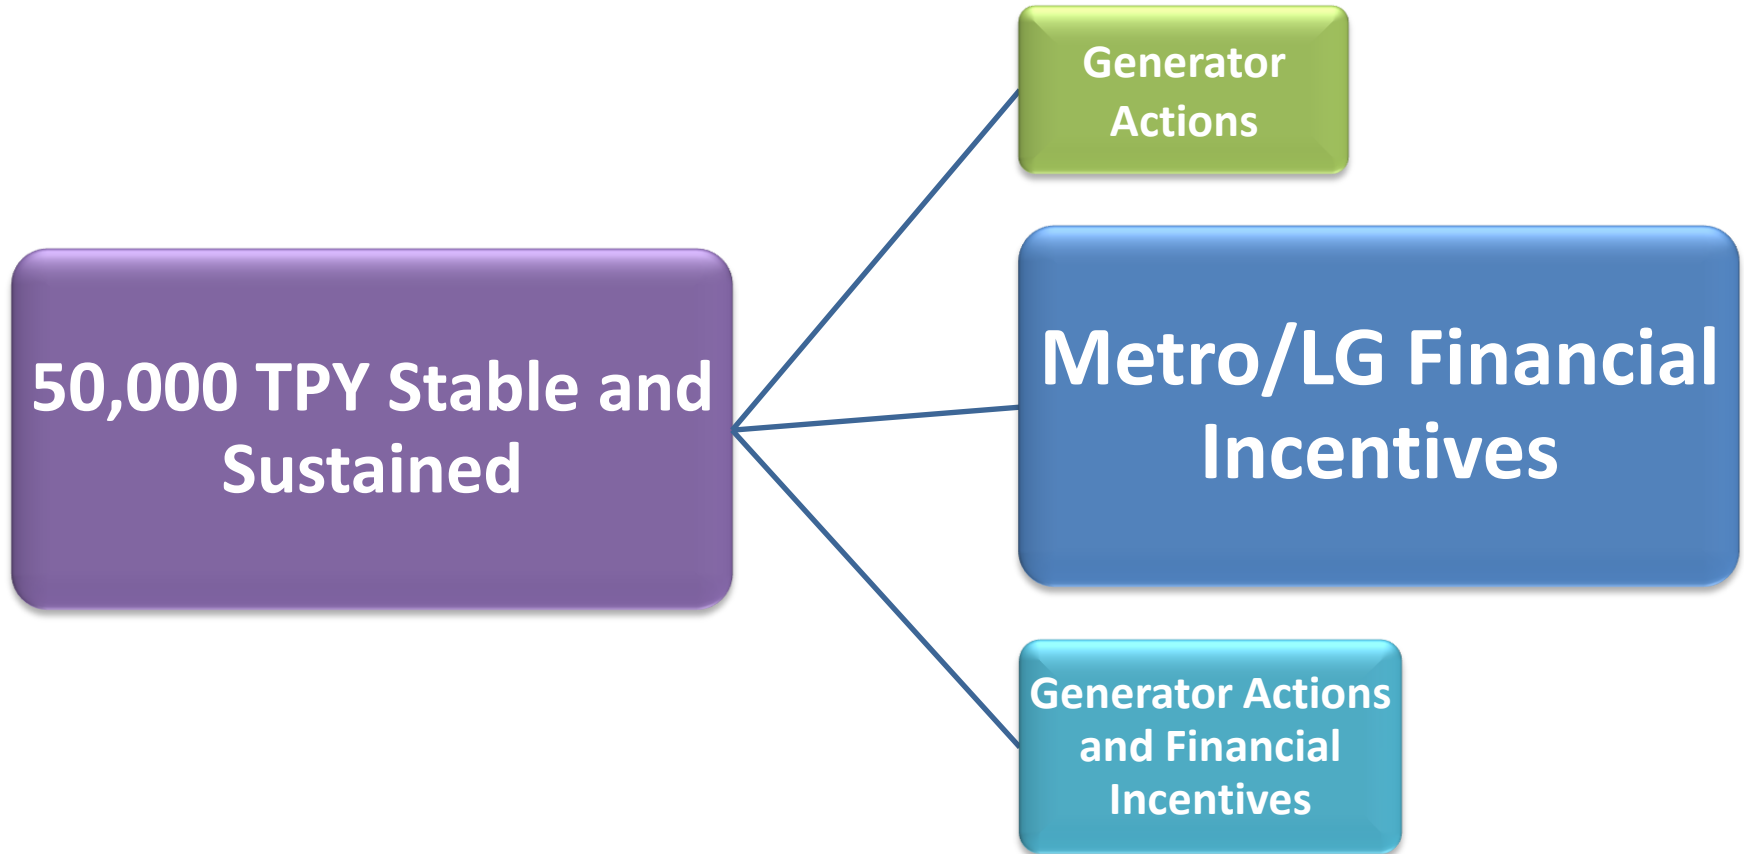 Generator
Actions
50,000 TPY Stable and
Sustained
Metro/LG Financial
Incentives
Generator Actions
and Financial
Incentives